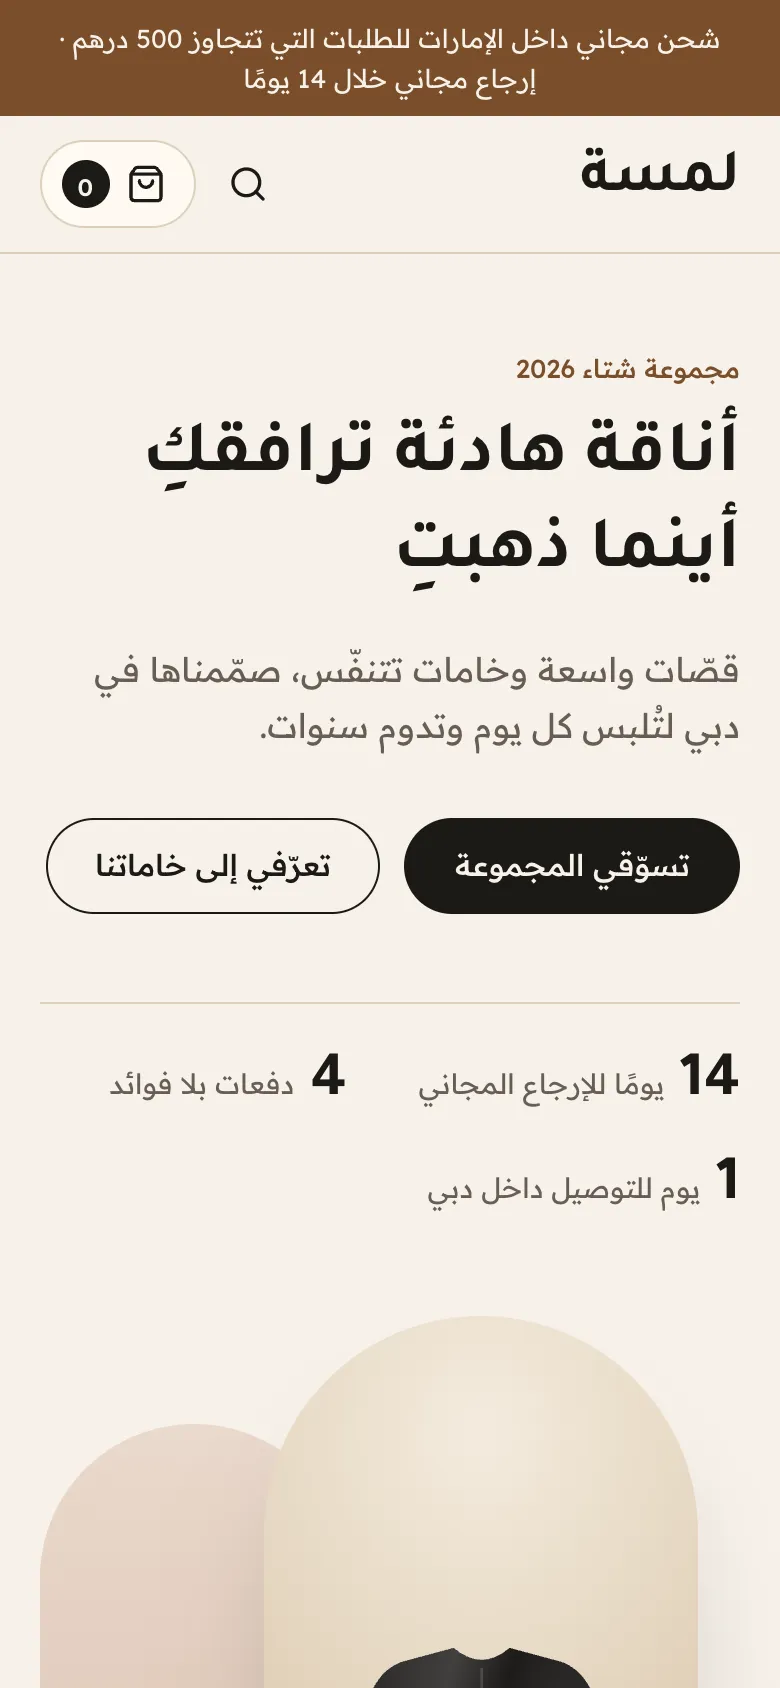 شحن مجاني داخل الإمارات للطلبات التي تتجاوز 500 درهم ·
إرجاع مجاني خلال 14 يومًا
لمسة
0
مجموعة شتاء 2026
أناقة هادئة ترافقكِ
أينما ذهبتِ
قصّات واسعة وخامات تتنفّس، صمّمناها في
دبي لتُلبس كل يوم وتدوم سنوات.
تسوّقي المجموعة
تعرّفي إلى خاماتنا
14 يومًا للإرجاع المجاني
4 دفعات بلا فوائد
1 يوم للتوصيل داخل دبي